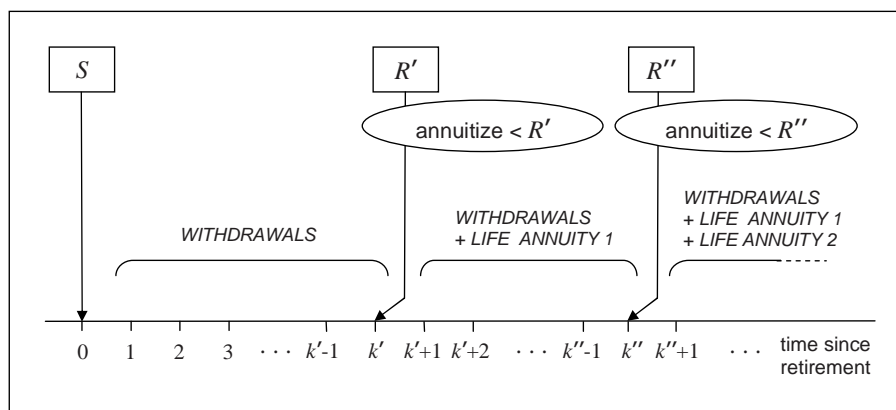 S
R′
R″
annuitize < R′
annuitize < R″
WITHDRAWALS
WITHDRAWALS
+ LIFE ANNUITY 1
WITHDRAWALS
+ LIFE ANNUITY 1
+ LIFE ANNUITY 2
0 1 2 3 · · · k′-1 k′ k′+1 k′+2 · · · k″-1 k″ k″+1 · · · time since
retirement